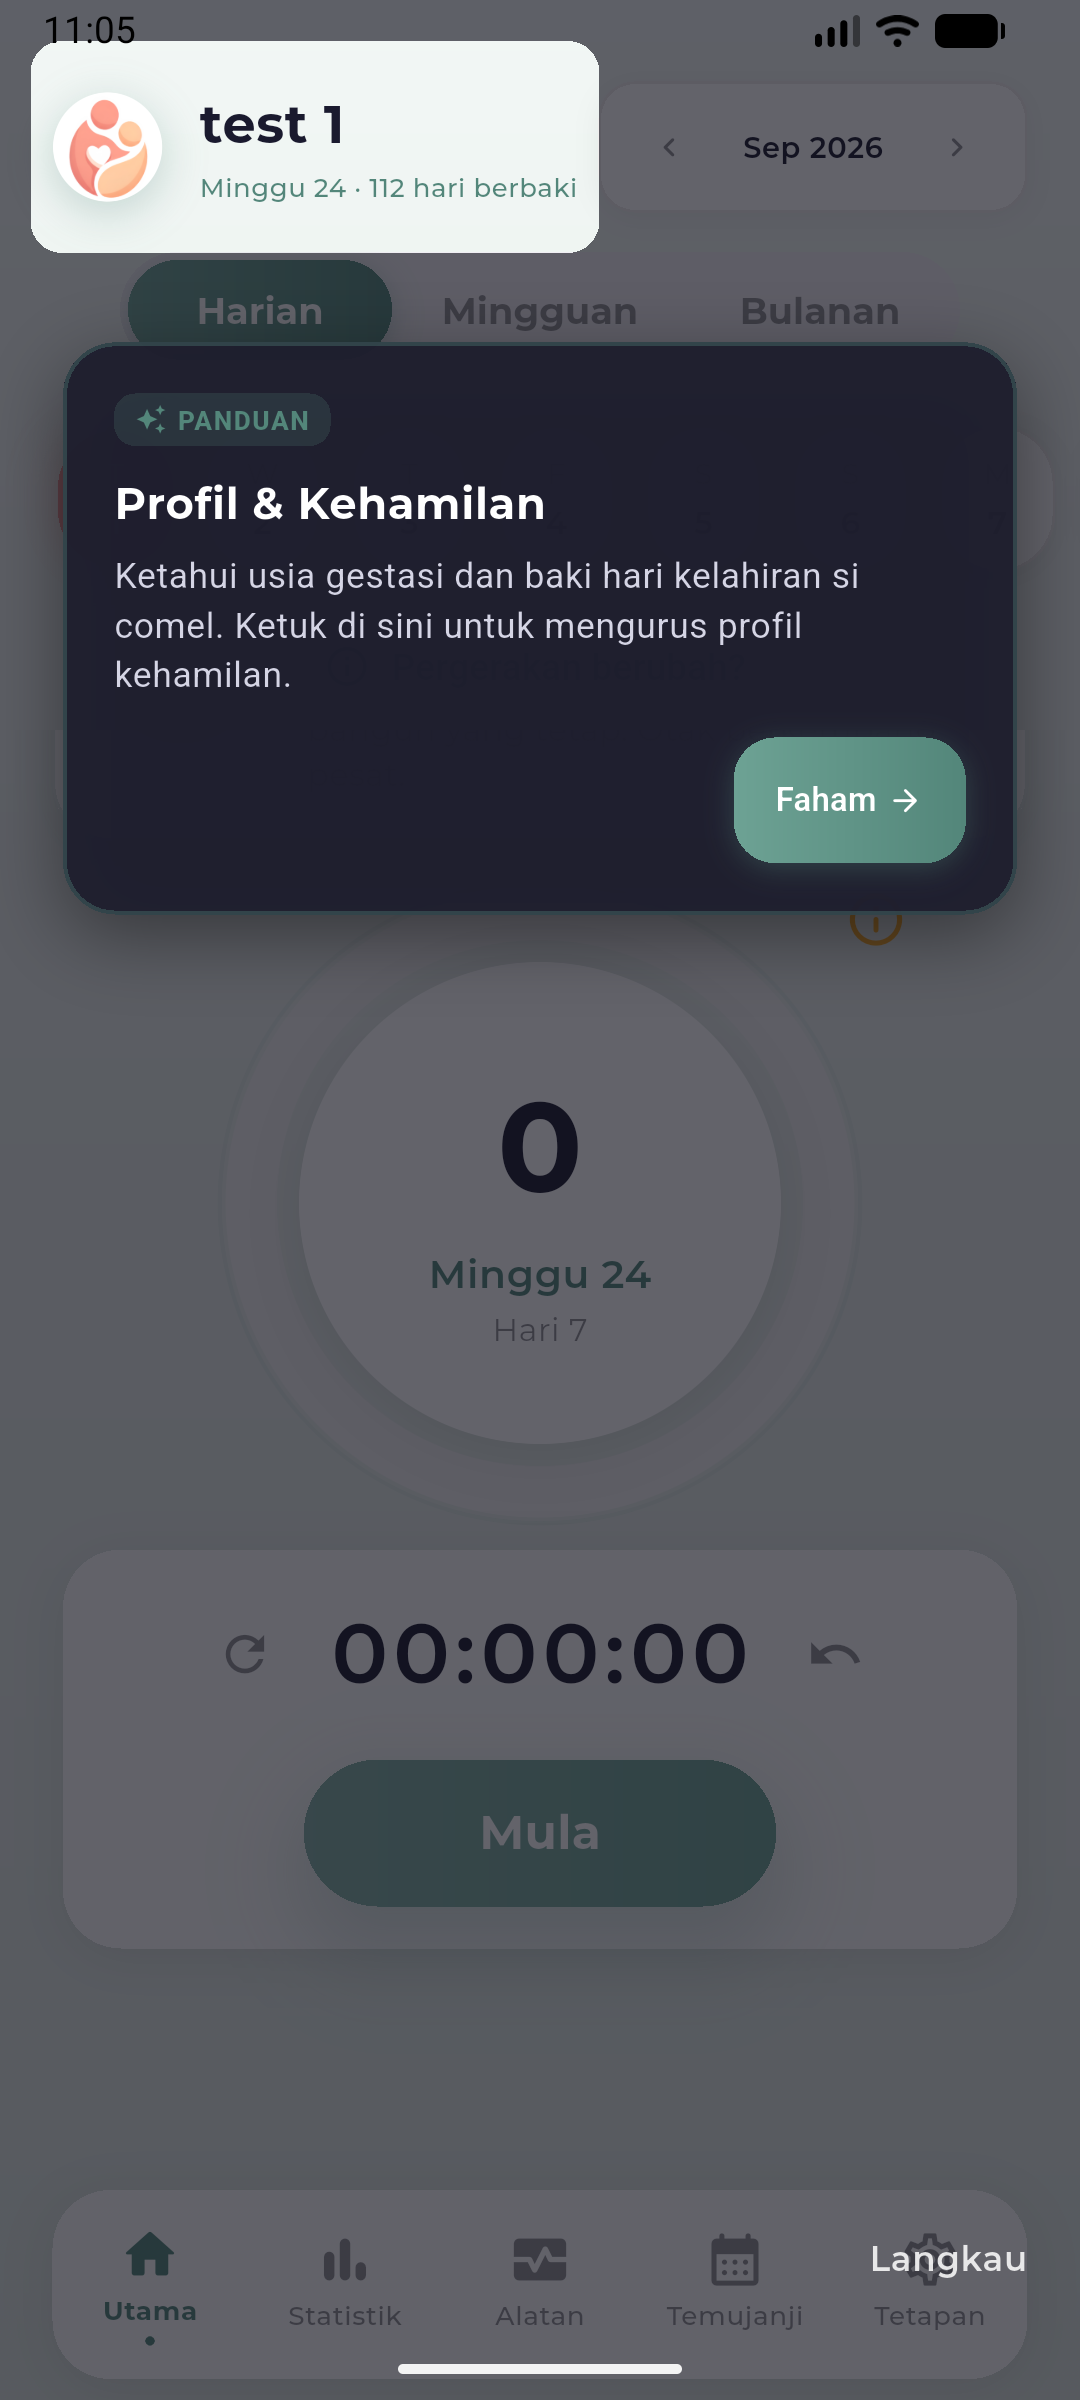 11:05
test 1
Minggu 24 · 112 hari berbaki
Sep 2026
Harian
Mingguan
Bulanan
PANDUAN
Profil & Kehamilan
Ketahui usia gestasi dan baki hari kelahiran si
comel. Ketuk di sini untuk mengurus profil
kehamilan.
Pergerakan berubah?
Faham
0
Minggu 24
Hari 7
00:00:00
Mula
Langkau
Utama
Statistik
Alatan
Temujanji
Tetapan